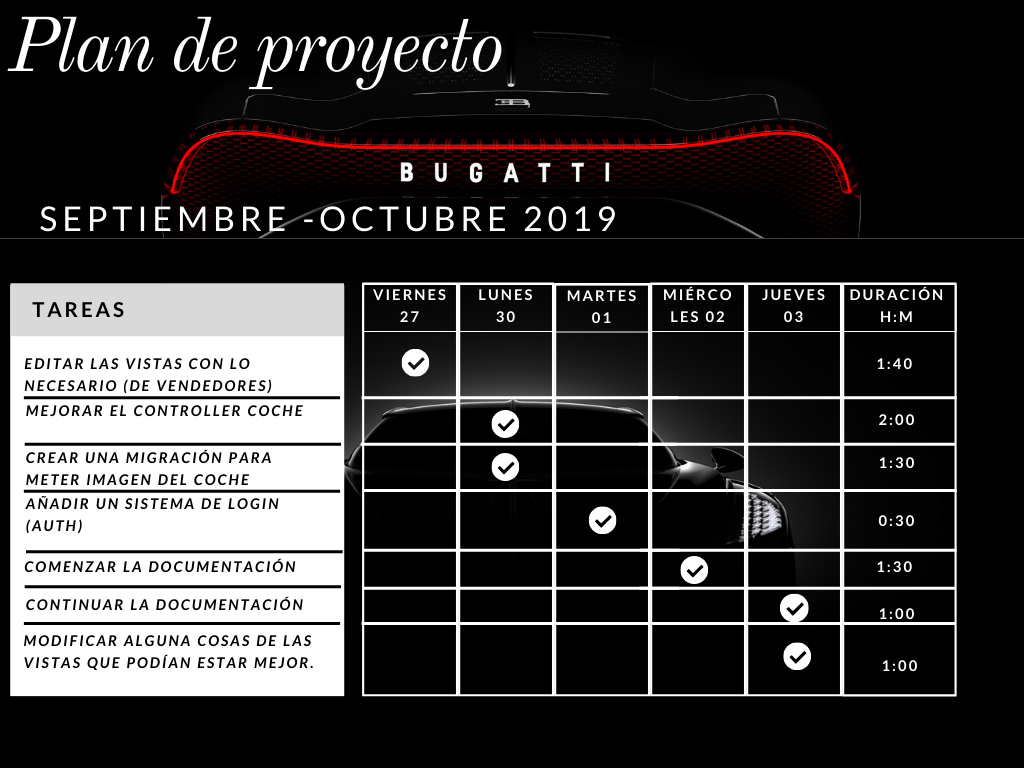 Plan de proyecto
BUGATTI
SEPTIEMBRE -OCTUBRE 2019
TAREAS
VIERNES
27
LUNES
30
MARTES
01
MIÉRCO
LES 02
JUEVES
03
DURACIÓN
H:M
EDITAR LAS VISTAS CON LO
NECESARIO (DE VENDEDORES)
1:40
MEJORAR EL CONTROLLER COCHE
2:00
CREAR UNA MIGRACIÓN PARA
METER IMAGEN DEL COCHE
1:30
AÑADIR UN SISTEMA DE LOGIN
(AUTH)
0:30
COMENZAR LA DOCUMENTACIÓN
1:30
CONTINUAR LA DOCUMENTACIÓN
1:00
MODIFICAR ALGUNA COSAS DE LAS
VISTAS QUE PODÍAN ESTAR MEJOR.
1:00